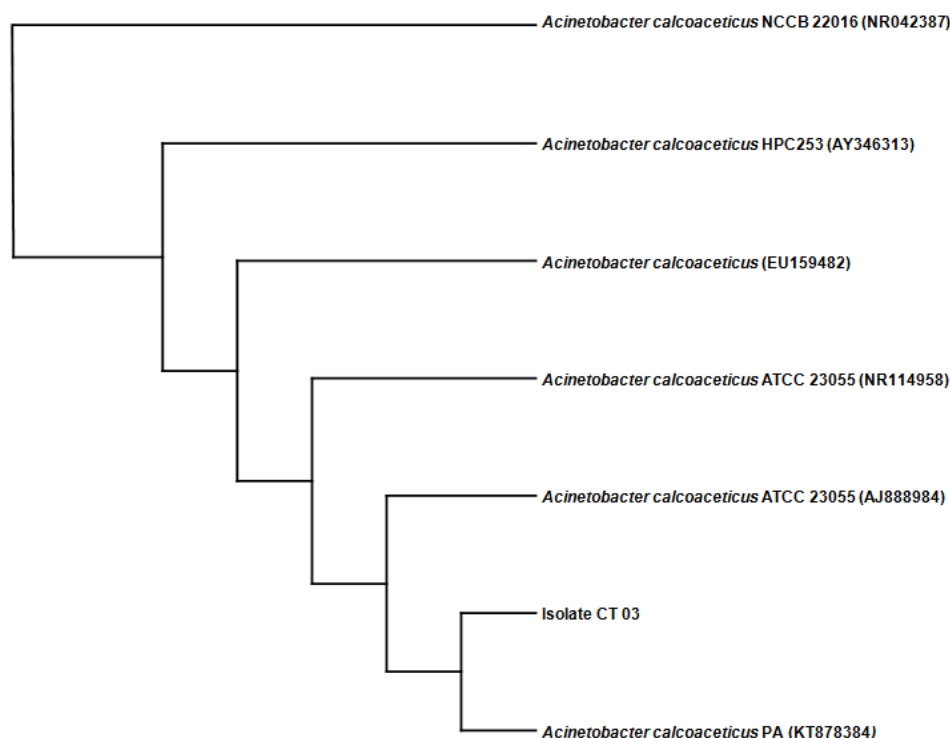 Acinetobacter calcoaceticus NCCB 22016 (NR042387)
Acinetobacter calcoaceticus HPC253 (AY346313)
Acinetobacter calcoaceticus (EU159482)
Acinetobacter calcoaceticus ATCC 23055 (NR114958)
Acinetobacter calcoaceticus ATCC 23055 (AJ888984)
Isolate CT 03
Acinetobacter calcoaceticus PA (KT878384)